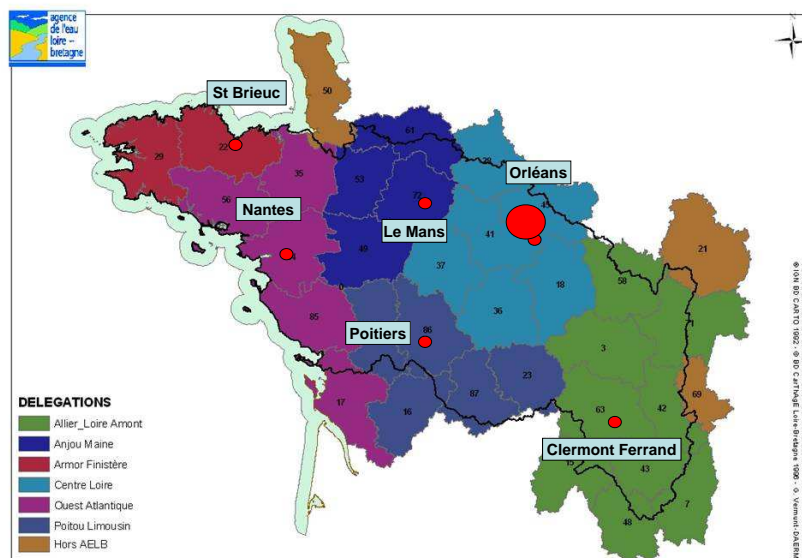 agence
de l'eau
loire –
bretagne
50
St Brieuc
61
22
29
28
35
53
Orléans
72
45
56
Nantes
Le Mans
41
21
49
37
58
18
36
85
Poitiers
86
3
23
87
69
17
16
63
42
DELEGATIONS
Allier_Loire Amont
Anjou Maine
Clermont Ferrand
Armor Finistère
15
43
Centre Loire
Ouest Atlantique
7
Poitou Limousin
48
Hors AELB